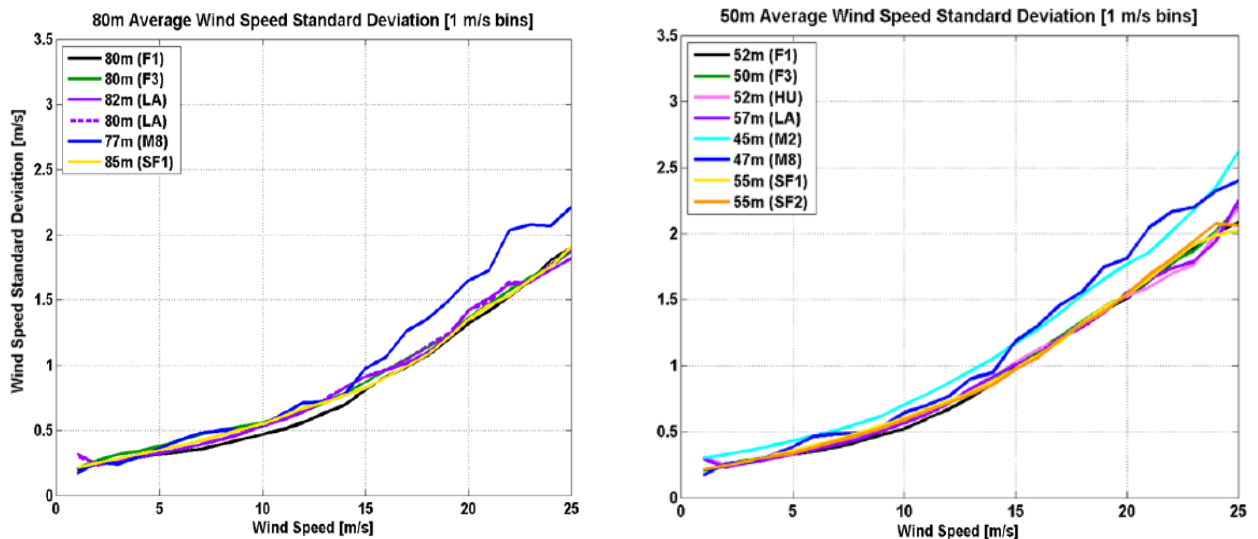 80m Average Wind Speed Standard Deviation [1 m/s bins]
3.5
3
2.5
2
1.5
1
0.5
0
Wind Speed Standard Deviation [m/s]
80m (F1)
80m (F3)
82m (LA)
80m (LA)
77m (M8)
85m (SF1)
0 5 10 15 20 25
Wind Speed [m/s]
50m Average Wind Speed Standard Deviation [1 m/s bins]
3.5
3
2.5
2
1.5
1
0.5
0
52m (F1)
50m (F3)
52m (HU)
57m (LA)
45m (M2)
47m (M8)
55m (SF1)
55m (SF2)
0 5 10 15 20 25
Wind Speed [m/s]